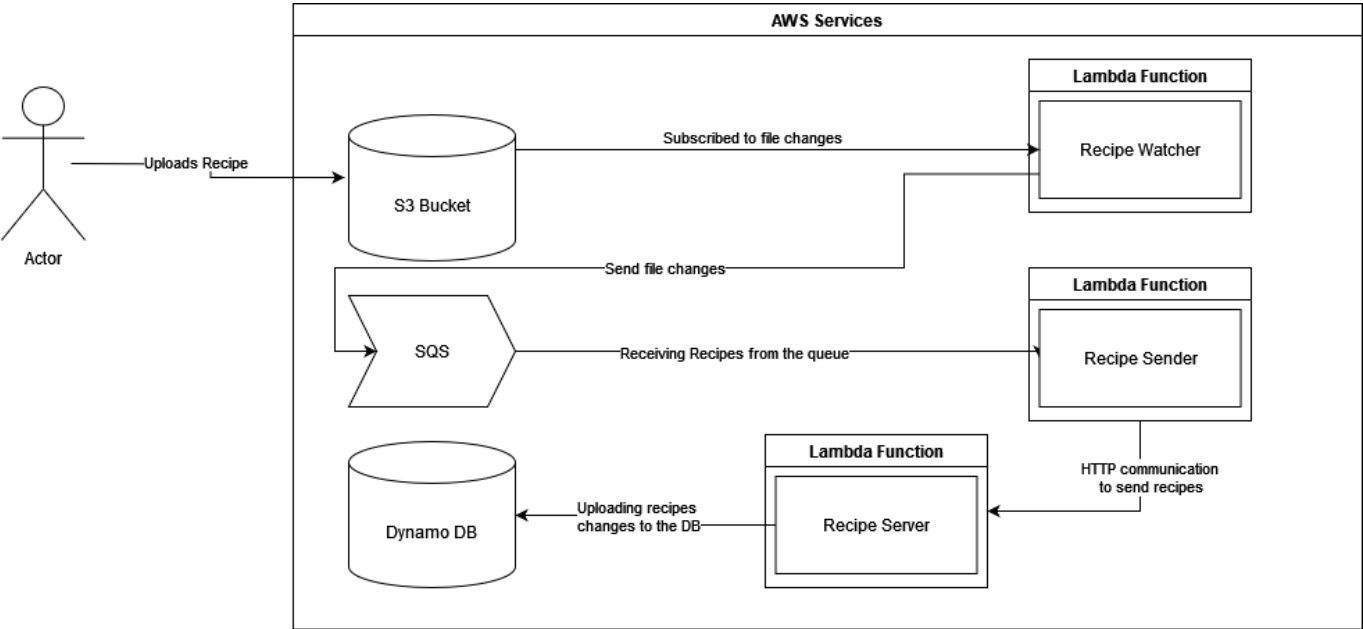 AWS Services
Lambda Function
Subscribed to file changes
Recipe Watcher
Uploads Recipe
S3 Bucket
Actor
Send file changes
Lambda Function
SQS
Receiving Recipes from the queue
Recipe Sender
Lambda Function
HTTP communication
to send recipes
Uploading recipes
changes to the DB
Recipe Server
Dynamo DB